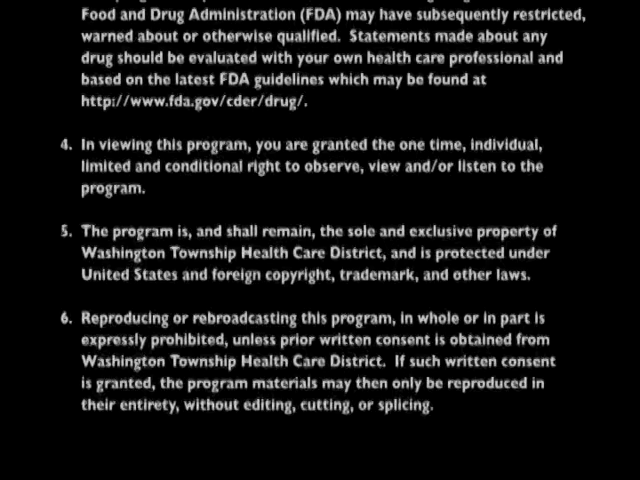 Food and Drug Administration (FDA) may have subsequently restricted,
warned about or otherwise qualified. Statements made about any
drug should be evaluated with your own health care professional and
based on the latest FDA guidelines which may be found at
http://www.fda.gov/cder/drug/.
4. In viewing this program, you are granted the one time, individual,
limited and conditional right to observe, view and/or listen to the
program.
5. The program is, and shall remain, the sole and exclusive property of
Washington Township Health Care District, and is protected under
United States and foreign copyright, trademark, and other laws.
6. Reproducing or rebroadcasting this program, in whole or in part is
expressly prohibited, unless prior written consent is obtained from
Washington Township Health Care District. If such written consent
is granted, the program materials may then only be reproduced in
their entirety, without editing, cutting, or splicing.